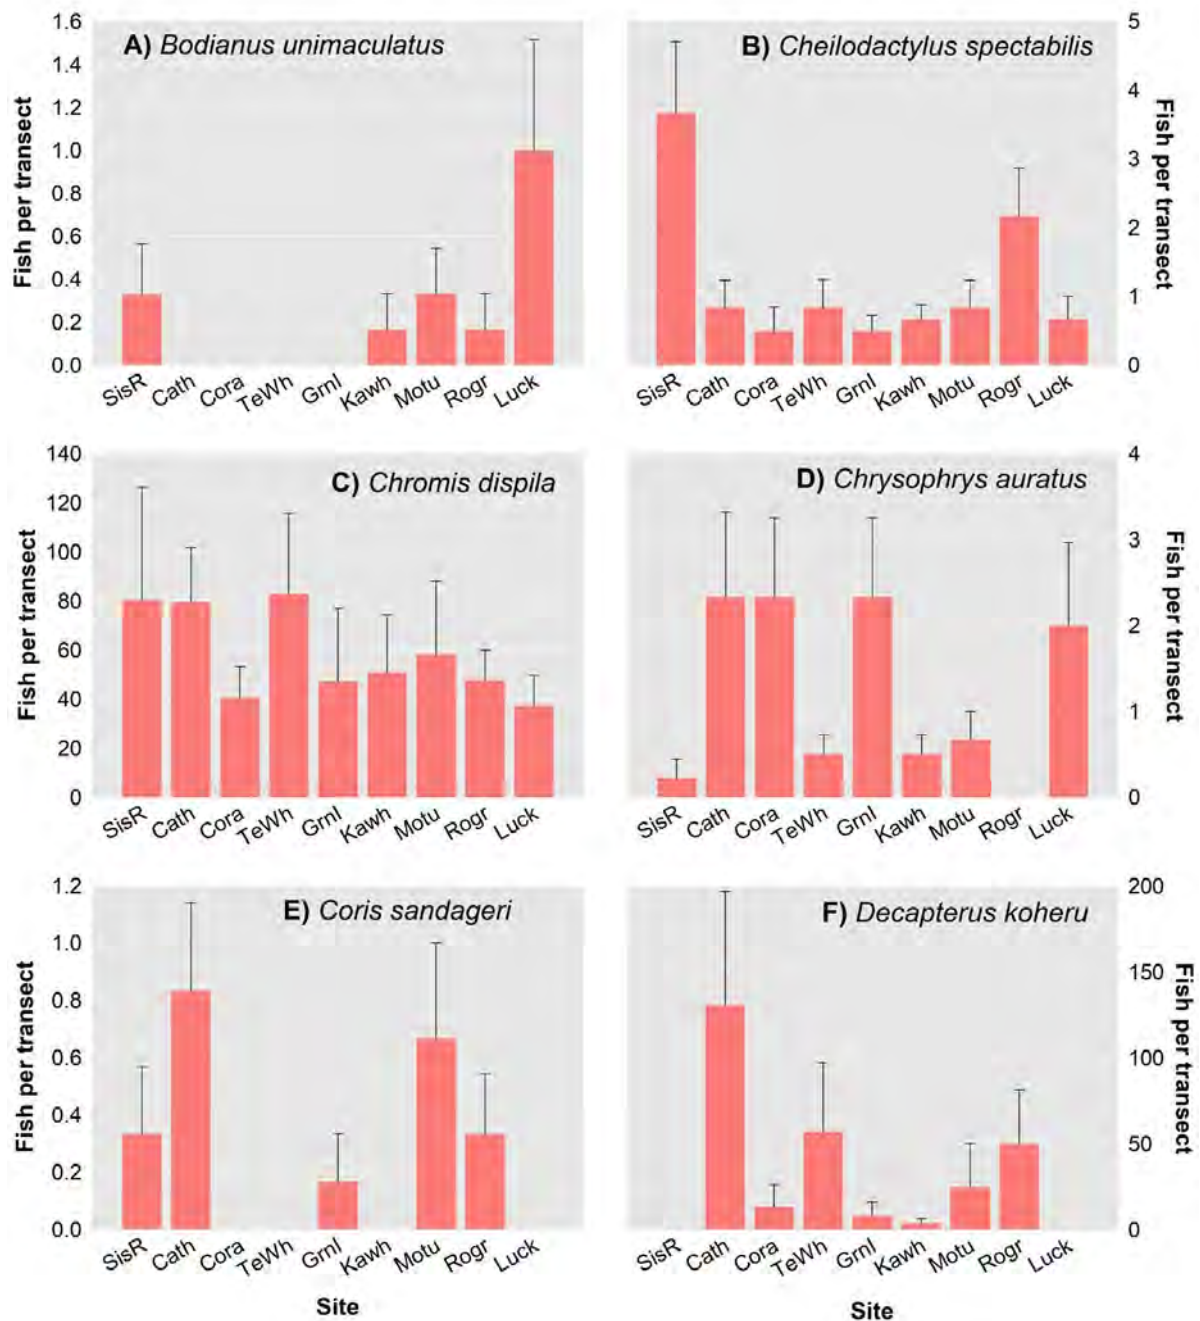 A) Bodianus unimaculatus
Fish per transect
1.6
1.4
1.2
1.0
0.8
0.6
0.4
0.2
0.0
SisR Cath Cora TeWh Grnl Kawh Motu Rogr Luck
B) Cheilodactylus spectabilis
Fish per transect
5
4
3
2
1
0
SisR Cath Cora TeWh Grnl Kawh Motu Rogr Luck
C) Chromis dispila
Fish per transect
140
120
100
80
60
40
20
0
SisR Cath Cora TeWh Grnl Kawh Motu Rogr Luck
D) Chrysophrys auratus
Fish per transect
4
3
2
1
0
SisR Cath Cora TeWh Grnl Kawh Motu Rogr Luck
E) Coris sandageri
Fish per transect
1.2
1.0
0.8
0.6
0.4
0.2
0.0
SisR Cath Cora TeWh Grnl Kawh Motu Rogr Luck
Site
F) Decapterus koheru
Fish per transect
200
150
100
50
0
SisR Cath Cora TeWh Grnl Kawh Motu Rogr Luck
Site